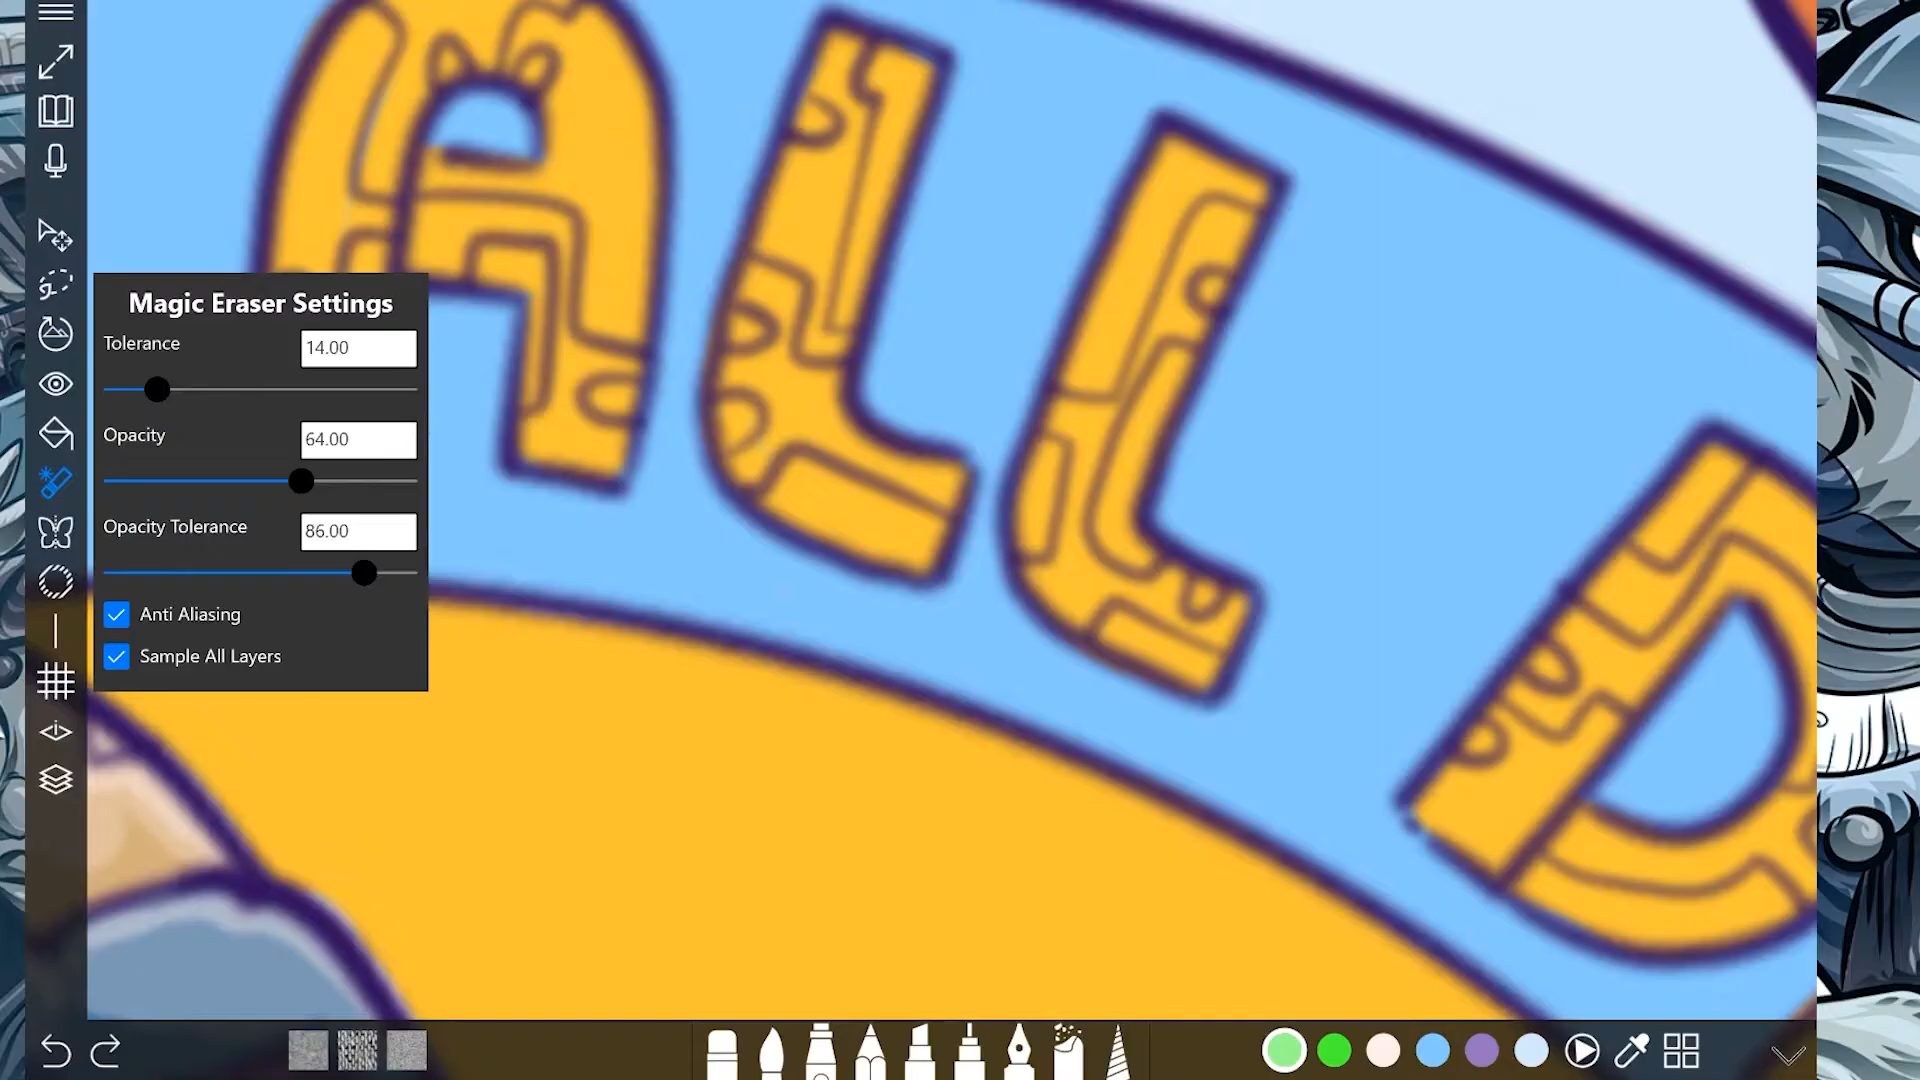 ALL D
Magic Eraser Settings
Tolerance
14.00
Opacity
64.00
Opacity Tolerance
86.00
Anti Aliasing
Sample All Layers